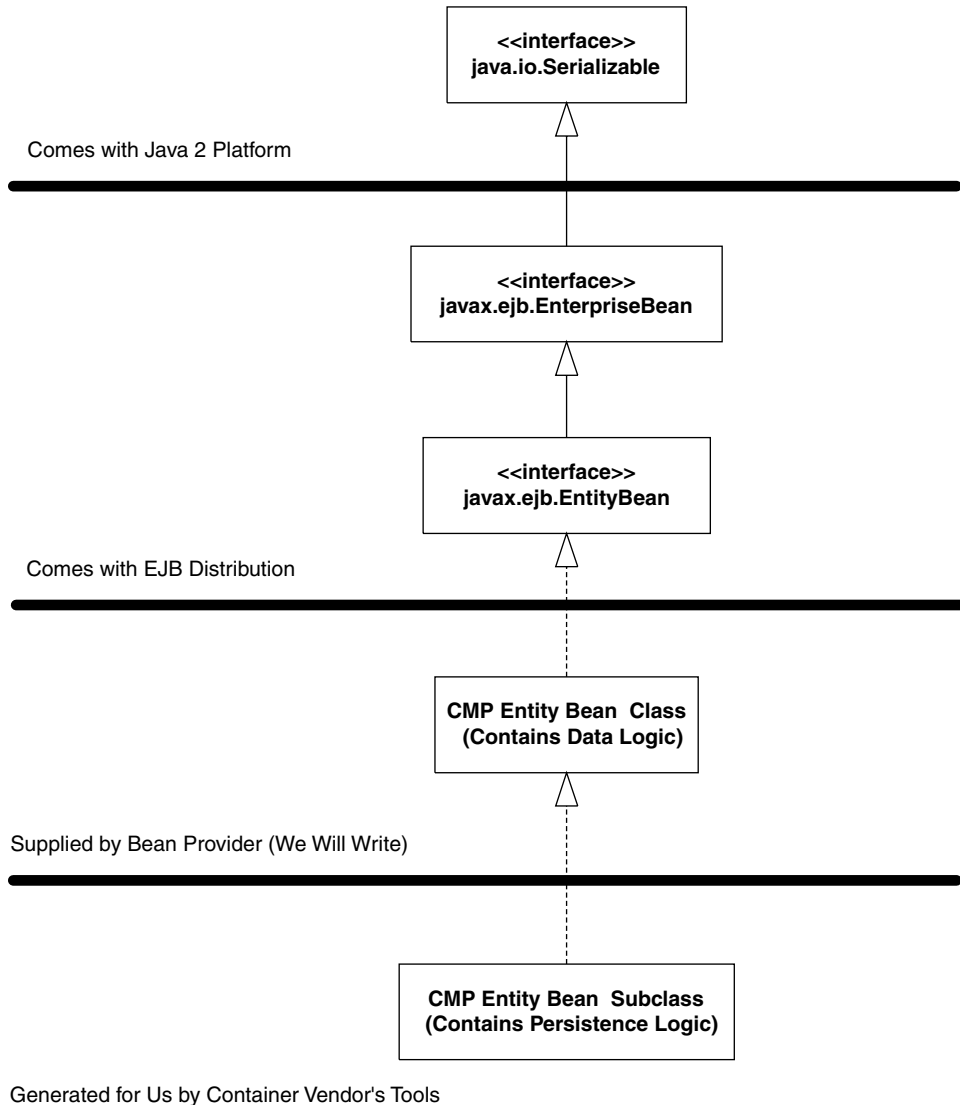 <<interface>>
java.io.Serializable
Comes with Java 2 Platform
<<interface>>
javax.ejb.EnterpriseBean
<<interface>>
javax.ejb.EntityBean
Comes with EJB Distribution
CMP Entity Bean Class
(Contains Data Logic)
Supplied by Bean Provider (We Will Write)
CMP Entity Bean Subclass
(Contains Persistence Logic)
Generated for Us by Container Vendor's Tools